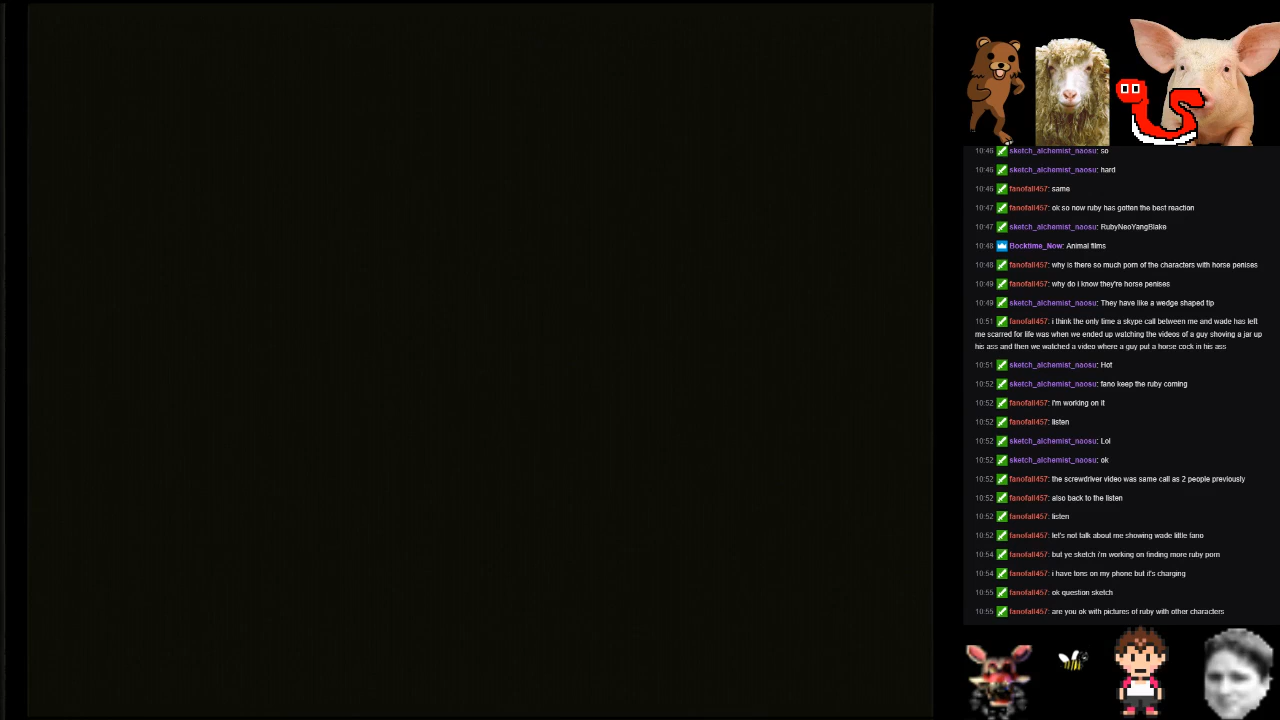 10:46 sketch_alchemist_naosu: so
10:46 sketch_alchemist_naosu: hard
10:46 fanofall457: same
10:47 fanofall457: ok so now ruby has gotten the best reaction
10:47 sketch_alchemist_naosu: RubyNeoYangBlake
10:48 Bocktime_Now: Animal films
10:48 fanofall457: why is there so much porn of the characters with horse penises
10:49 fanofall457: why do i know they're horse penises
10:49 sketch_alchemist_naosu: They have like a wedge shaped tip
10:51 fanofall457: i think the only time a skype call between me and wade has left
me scarred for life was when we ended up watching the videos of a guy shoving a jar up
his ass and then we watched a video where a guy put a horse cock in his ass
10:51 sketch_alchemist_naosu: Hot
10:52 sketch_alchemist_naosu: fano keep the ruby coming
10:52 fanofall457: i'm working on it
10:52 fanofall457: listen
10:52 sketch_alchemist_naosu: Lol
10:52 sketch_alchemist_naosu: ok
10:52 fanofall457: the screwdriver video was same call as 2 people previously
10:52 fanofall457: also back to the listen
10:52 fanofall457: listen
10:52 fanofall457: let's not talk about me showing wade little fano
10:54 fanofall457: but ye sketch i'm working on finding more ruby porn
10:54 fanofall457: i have tons on my phone but it's charging
10:55 fanofall457: ok question sketch
10:55 fanofall457: are you ok with pictures of ruby with other characters